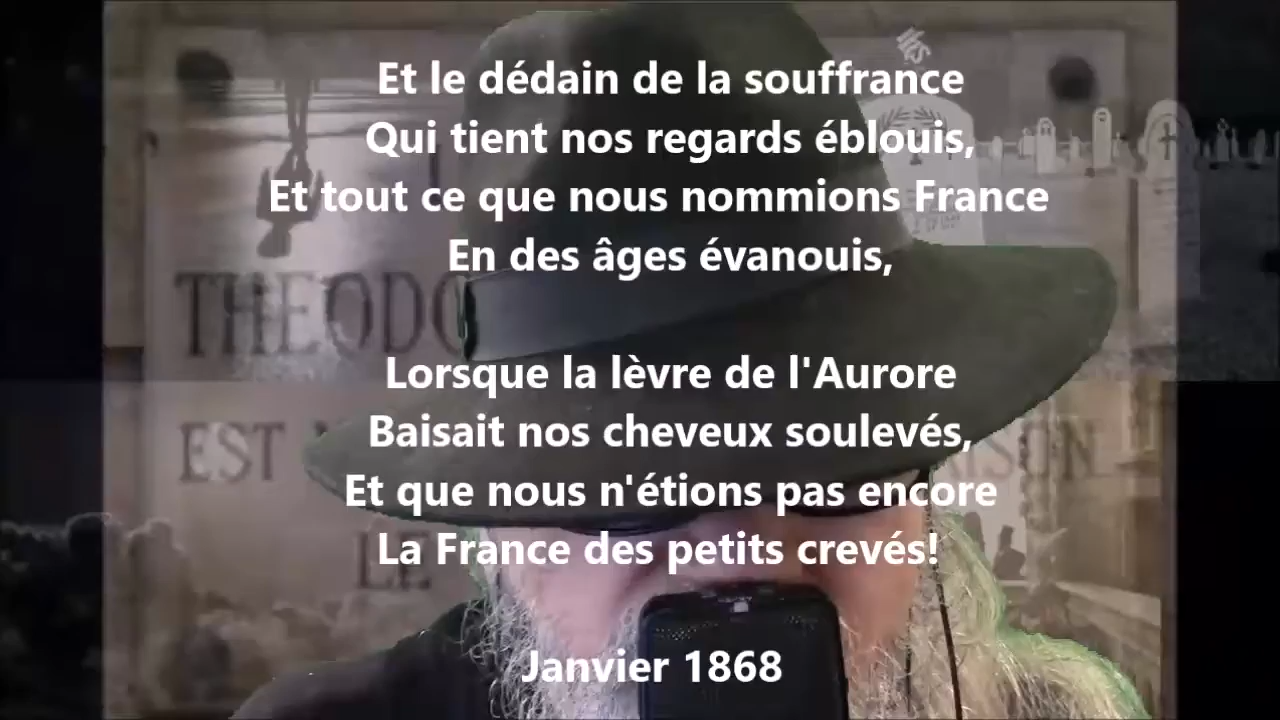 Et le dédain de la souffrance
Qui tient nos regards éblouis,
Et tout ce que nous nommions France
En des âges évanouis,
Lorsque la lèvre de l'Aurore
Baisait nos cheveux soulevés,
Et que nous n'étions pas encore
La France des petits crevés!
Janvier 1868
THEODO
EST
LE